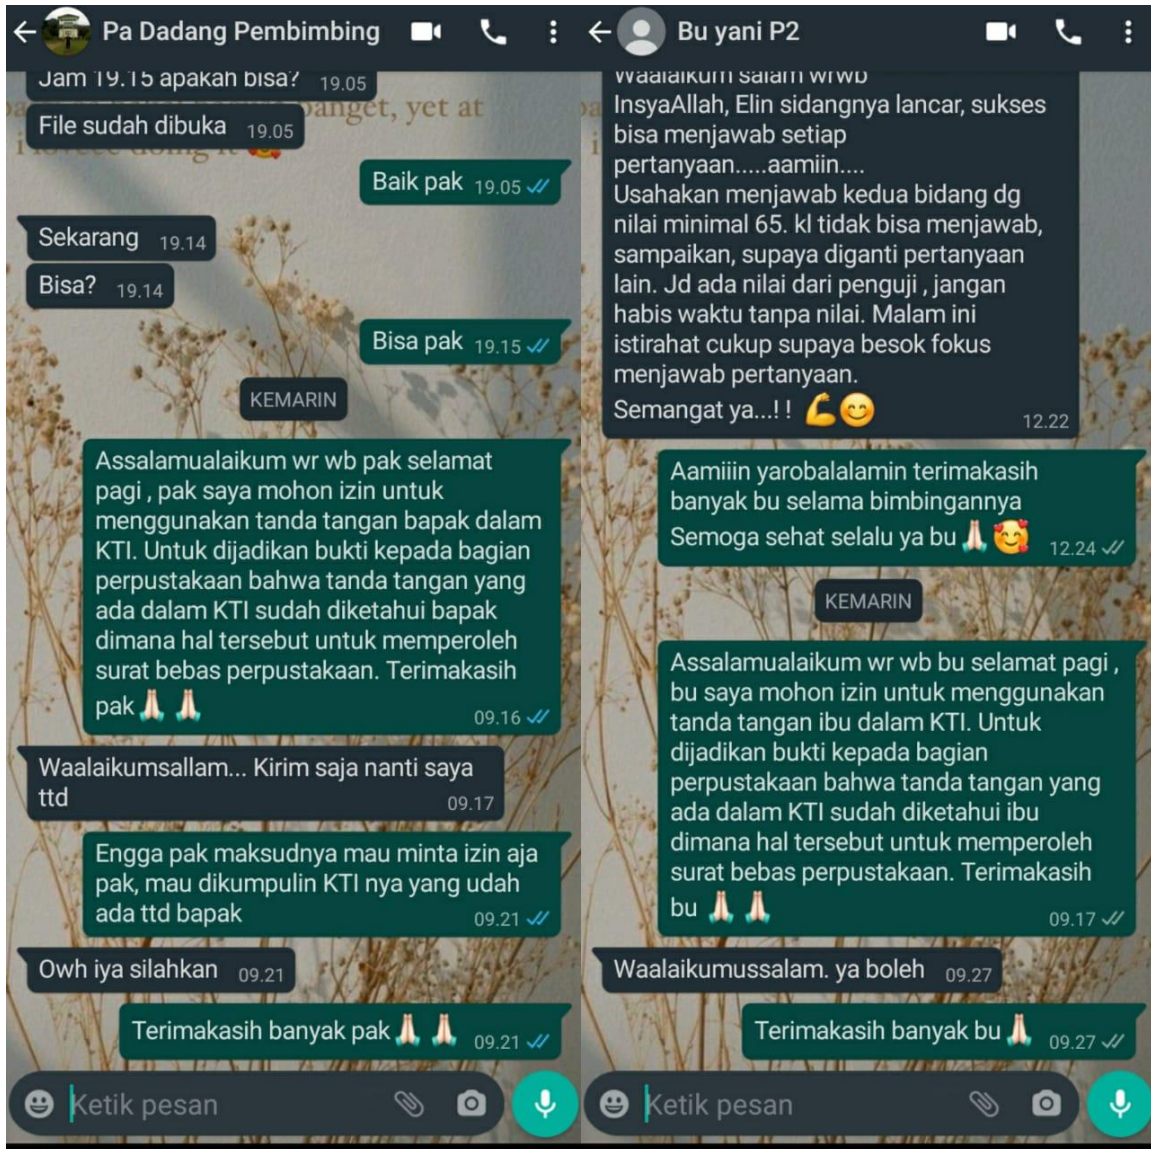 Pa Dadang Pembimbing
Jam 19.15 apakah bisa? 19.05
banget, yet at
File sudah dibuka 19.05
Baik pak 19.05
Sekarang 19.14
Bisa? 19.14
Bisa pak 19.15
KEMARIN
Assalamualaikum wr wb pak selamat
pagi , pak saya mohon izin untuk
menggunakan tanda tangan bapak dalam
KTI. Untuk dijadikan bukti kepada bagian
perpustakaan bahwa tanda tangan yang
ada dalam KTI sudah diketahui bapak
dimana hal tersebut untuk memperoleh
surat bebas perpustakaan. Terimakasih
pak🙏🏻 🙏🏻 09.16
Waalaikumsallam... Kirim saja nanti saya
ttd 09.17
Engga pak maksudnya mau minta izin aja
pak, mau dikumpulin KTI nya yang udah
ada ttd bapak 09.21
Owh iya silahkan 09.21
Terimakasih banyak pak🙏🏻 🙏🏻 09.21
Ketik pesan
Bu yani P2
Waalaikum salam wrwb
InsyaAllah, Elin sidangnya lancar, sukses
bisa menjawab setiap
pertanyaan.....aamiin....
Usahakan menjawab kedua bidang dg
nilai minimal 65. kl tidak bisa menjawab,
sampaikan, supaya diganti pertanyaan
lain. Jd ada nilai dari penguji , jangan
habis waktu tanpa nilai. Malam ini
istirahat cukup supaya besok fokus
menjawab pertanyaan.
Semangat ya...!! 💪😊 12.22
Aamiiin yarobalalamin terimakasih
banyak bu selama bimbingannya
Semoga sehat selalu ya bu🙏🏻🥰 12.24
KEMARIN
Assalamualaikum wr wb bu selamat pagi ,
bu saya mohon izin untuk menggunakan
tanda tangan ibu dalam KTI. Untuk
dijadikan bukti kepada bagian
perpustakaan bahwa tanda tangan yang
ada dalam KTI sudah diketahui ibu
dimana hal tersebut untuk memperoleh
surat bebas perpustakaan. Terimakasih
bu 🙏🏻 🙏🏻 09.17
Waalaikumussalam. ya boleh 09.27
Terimakasih banyak bu🙏🏻 09.27
Ketik pesan